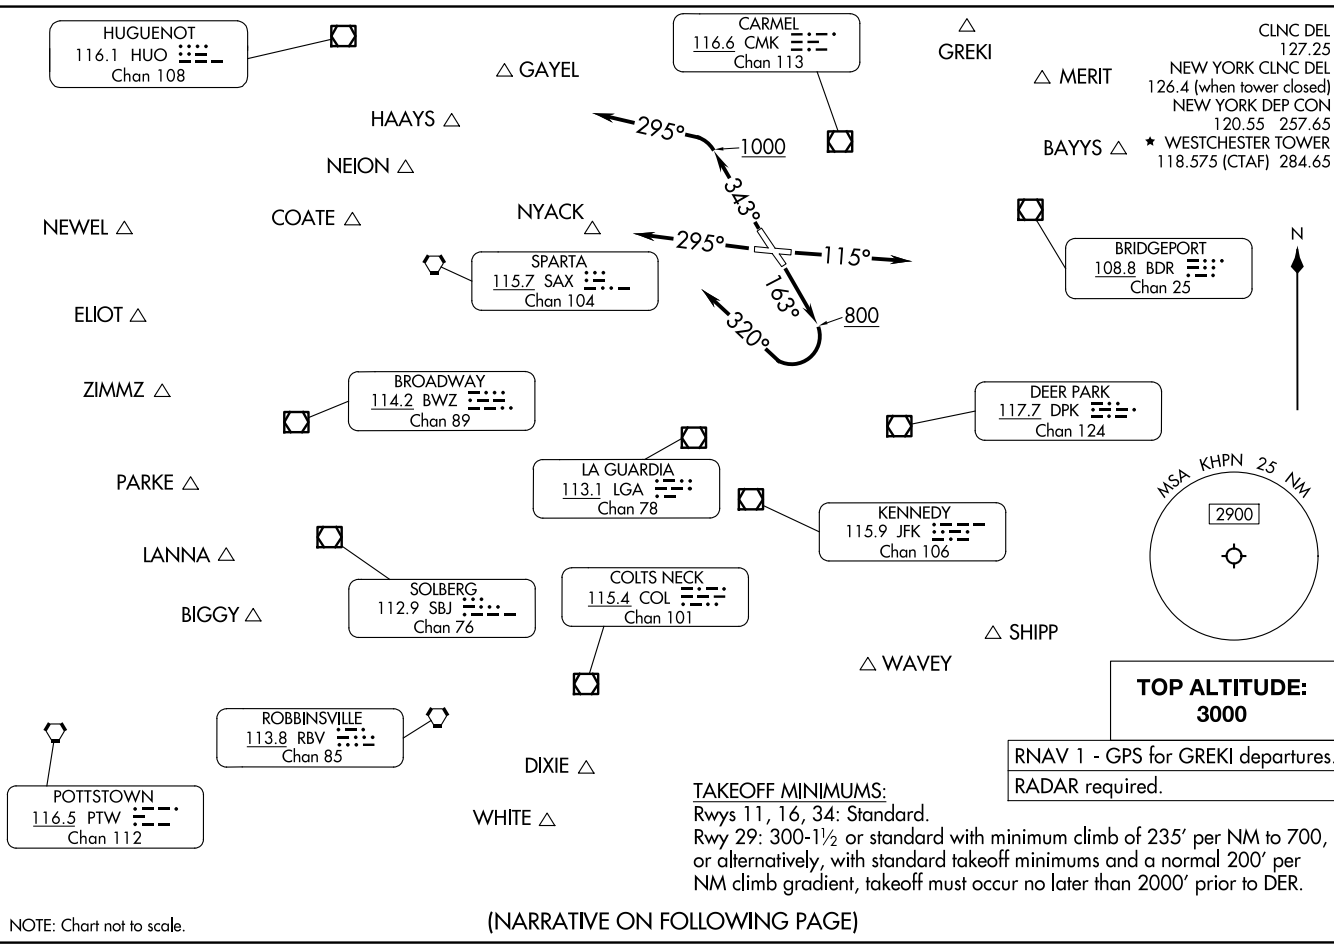 HUGUENOT
116.1 HUO
Chan 108
CARMEL
116.6 CMK
Chan 113
GREKI
CLNC DEL
127.25
NEW YORK CLNC DEL
126.4 (when tower closed)
NEW YORK DEP CON
120.55 257.65
★ WESTCHESTER TOWER
118.575 (CTAF) 284.65
GAYEL
MERIT
HAAYS
295°
1000
BAYYS
NEION
343°
NEWEL
COATE
NYACK
295°
115°
N
SPARTA
115.7 SAX
Chan 104
BRIDGEPORT
108.8 BDR
Chan 25
163°
ELIOT
320°
800
ZIMMZ
BROADWAY
114.2 BWZ
Chan 89
DEER PARK
117.7 DPK
Chan 124
PARKE
LA GUARDIA
113.1 LGA
Chan 78
KENNEDY
115.9 JFK
Chan 106
MSA KHPN 25 NM
2900
LANNA
SOLBERG
112.9 SBJ
Chan 76
COLTS NECK
115.4 COL
Chan 101
BIGGY
SHIPP
WAVEY
TOP ALTITUDE:
3000
ROBBINSVILLE
113.8 RBV
Chan 85
RNAV 1 - GPS for GREKI departures.
RADAR required.
DIXIE
POTTSTOWN
116.5 PTW
Chan 112
WHITE
TAKEOFF MINIMUMS:
Rwys 11, 16, 34: Standard.
Rwy 29: 300-1½ or standard with minimum climb of 235' per NM to 700,
or alternatively, with standard takeoff minimums and a normal 200' per
NM climb gradient, takeoff must occur no later than 2000' prior to DER.
NOTE: Chart not to scale.
(NARRATIVE ON FOLLOWING PAGE)